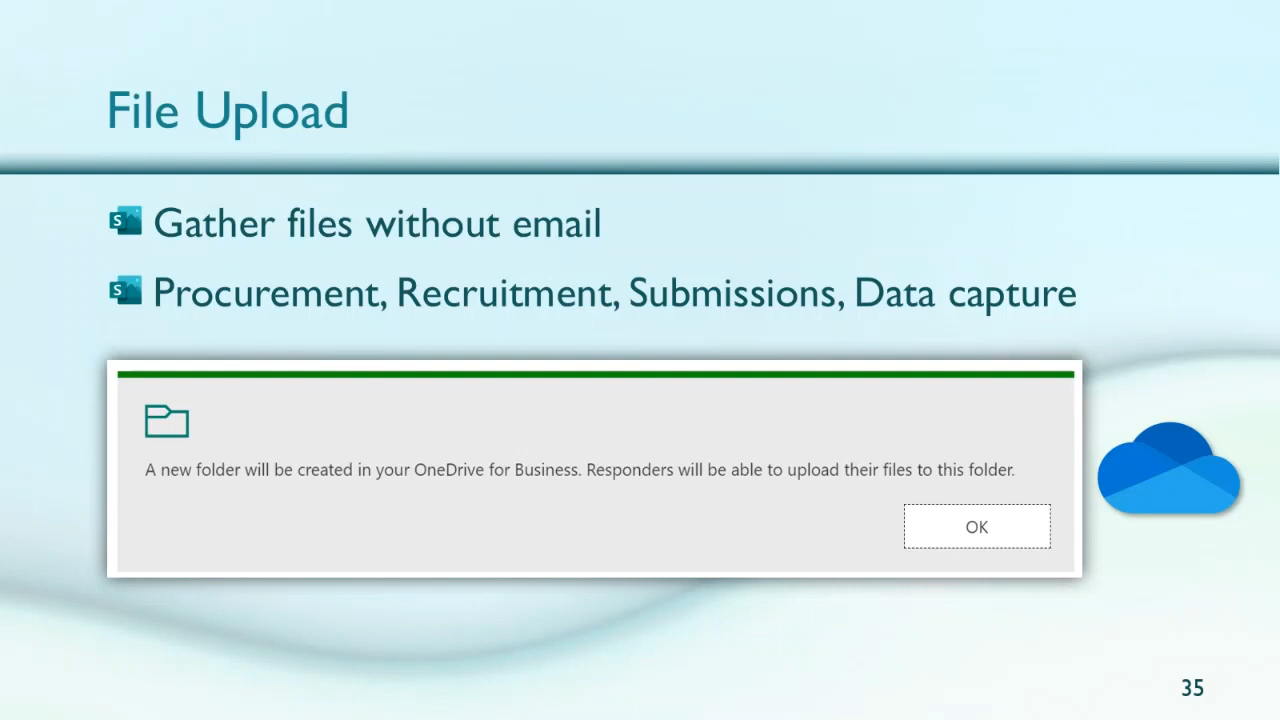 File Upload
S Gather files without email
S Procurement, Recruitment, Submissions, Data capture
A new folder will be created in your OneDrive for Business. Responders will be able to upload their files to this folder.
OK
35